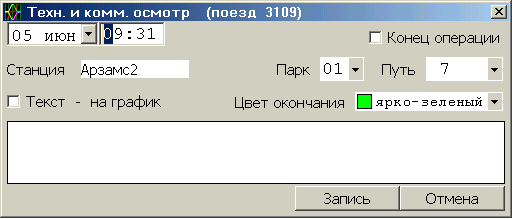 Техн. и комм. осмотр (поезд 3109)
05 июн 09:31 Конец операции
Станция Арзамс2 Парк 01 Путь 7
Текст - на график Цвет окончания ярко-зеленый
Запись Отмена